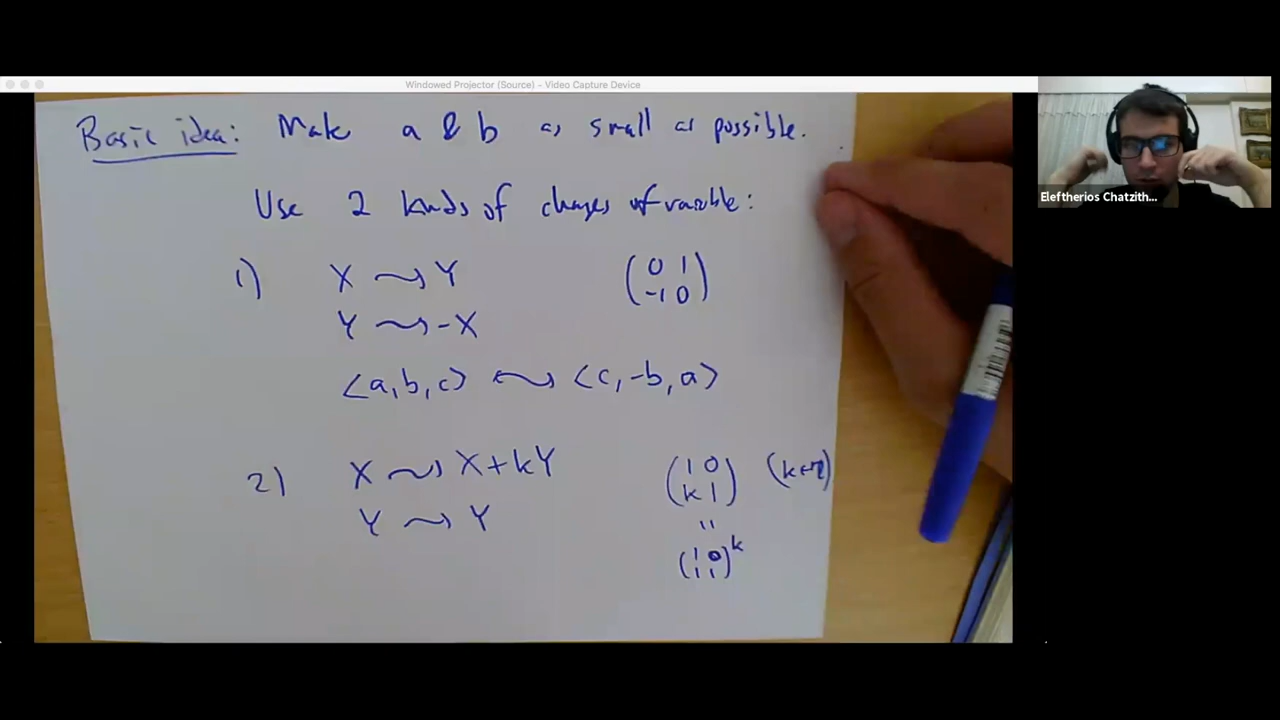 Windowed Projector (Source) - Video Capture Device
Basic idea: Make a & b as small as possible.
Use 2 kinds of changes of variable:
1) X ⇝ Y ( 0 1
-1 0 )
Y ⇝ -X
⟨a, b, c⟩ ↭ ⟨c, -b, a⟩
2) X ⇝ X + kY ( 1 0
k 1 ) (k∈ℤ)
Y ⇝ Y
=
( 1 0
1 1 )^k
Eleftherios Chatzith...